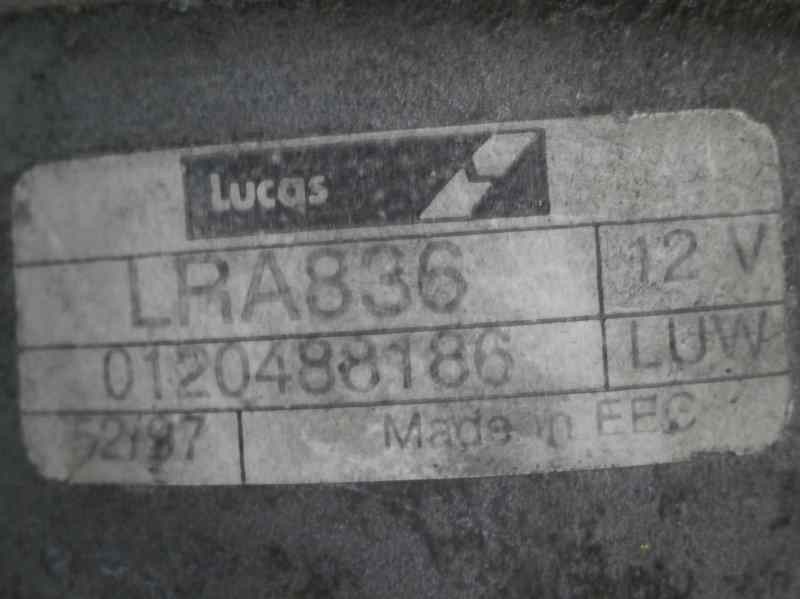 Lucas
LRA836 12 V
0120488186 LUW
52/97 Made in EEC